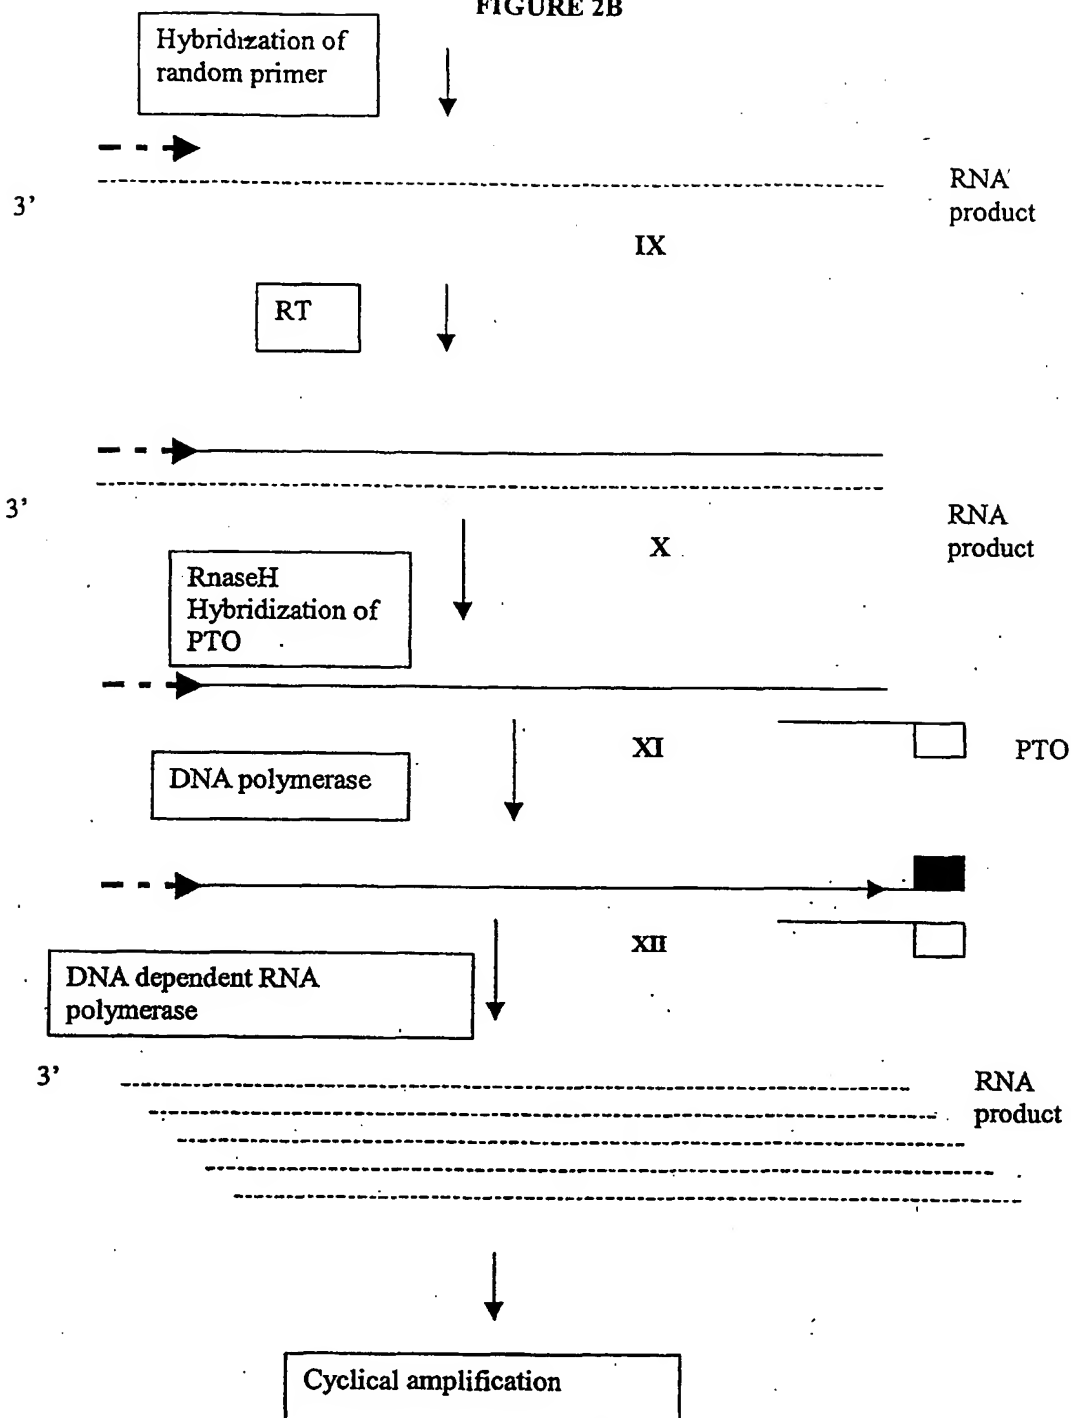 FIGURE 2B
Hybridization of
random primer
RNA
product
3’
IX
RT
3’
RNA
product
X
RnaseH
Hybridization of
PTO
XI
PTO
DNA polymerase
XII
DNA dependent RNA
polymerase
3’
RNA
product
Cyclical amplification